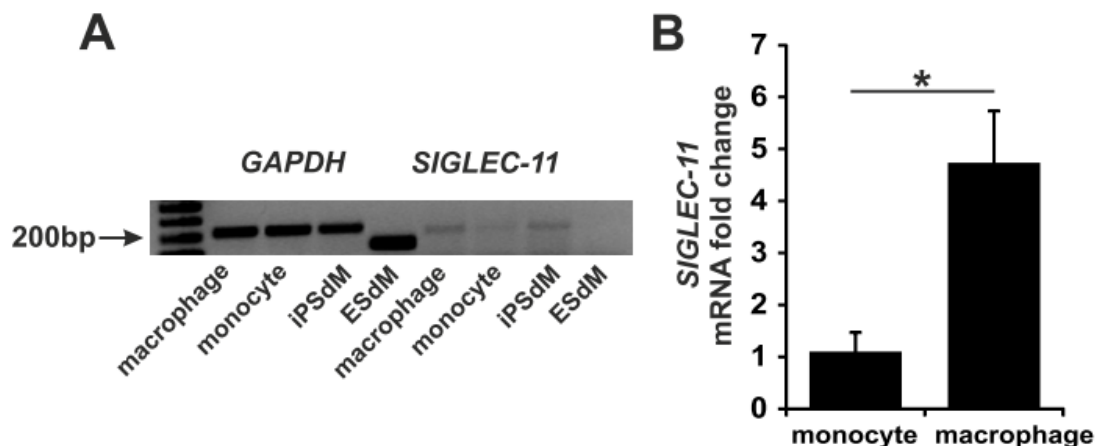 A
GAPDH SIGLEC-11
200bp
macrophage
monocyte
iPSdM
ESdM
macrophage
monocyte
iPSdM
ESdM
B
SIGLEC-11
mRNA fold change
7
6
5
4
3
2
1
0
*
monocyte macrophage